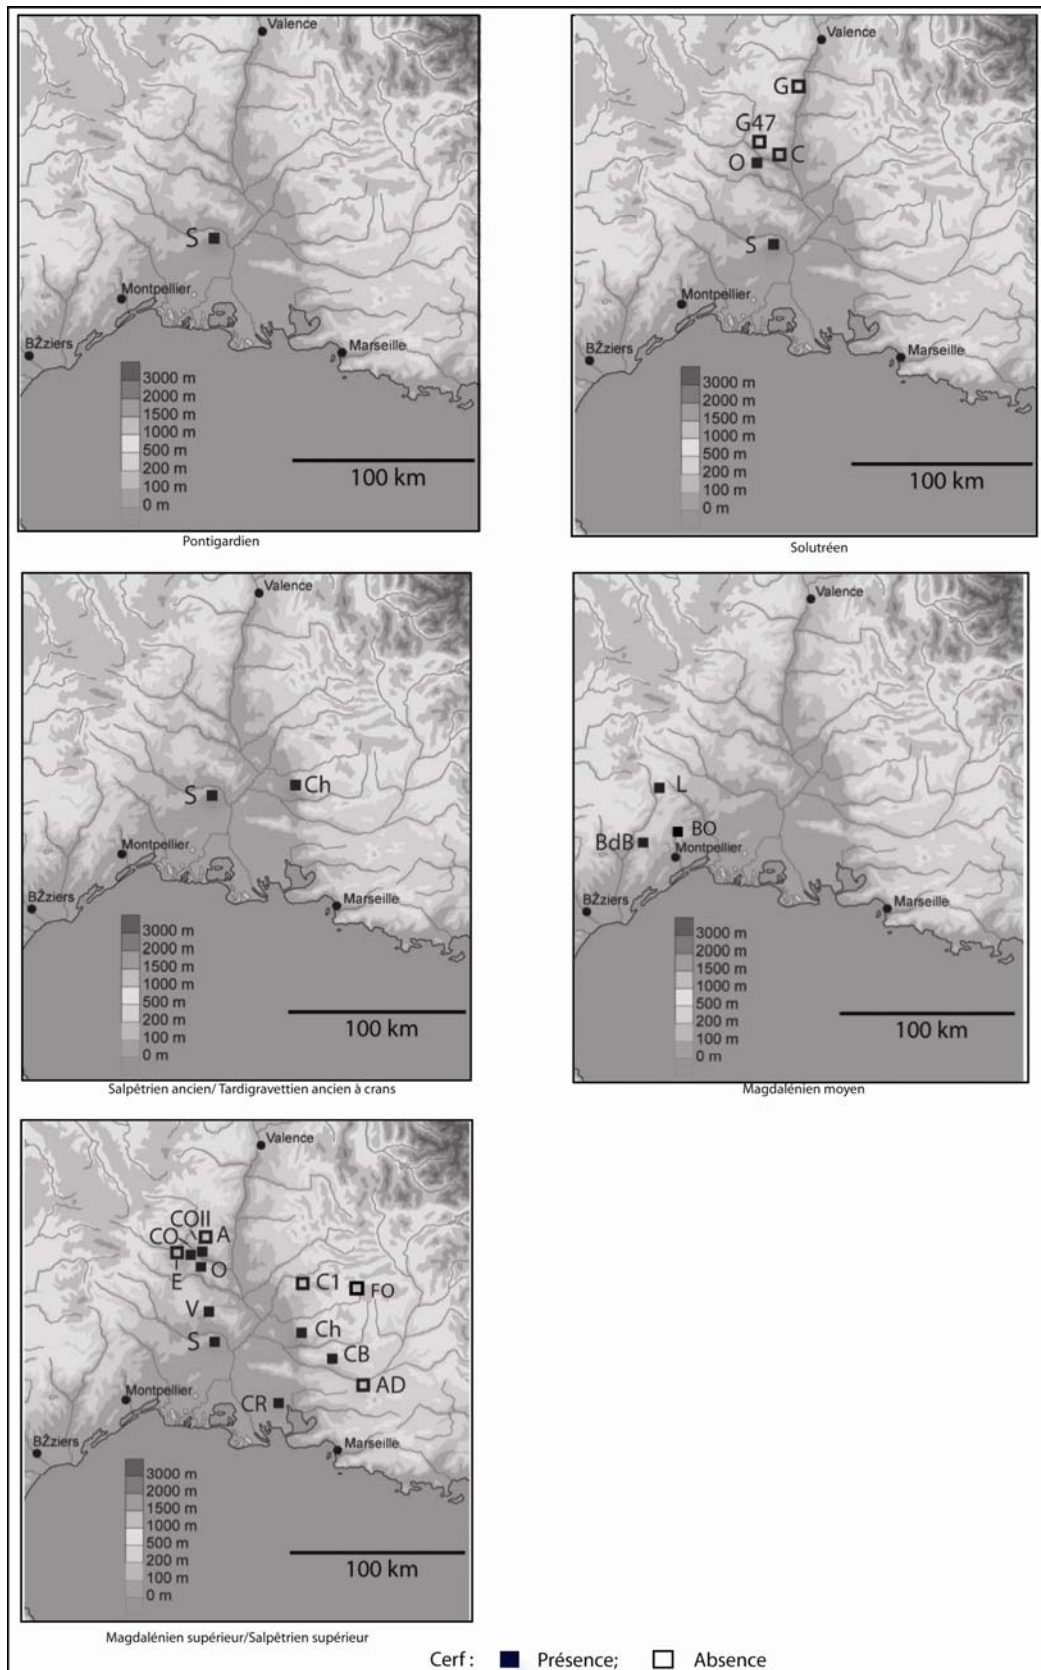 Valence
S
Montpellier
BŽziers
Marseille
3000 m
2000 m
1500 m
1000 m
500 m
200 m
100 m
0 m
100 km
Pontigardien
Valence
G
G47
C
O
S
Montpellier
BŽziers
Marseille
3000 m
2000 m
1500 m
1000 m
500 m
200 m
100 m
0 m
100 km
Solutréen
Valence
Ch
S
Montpellier
BŽziers
Marseille
3000 m
2000 m
1500 m
1000 m
500 m
200 m
100 m
0 m
100 km
Salpêtrien ancien/ Tardigravettien ancien à crans
Valence
L
BO
BdB
Montpellier
BŽziers
Marseille
3000 m
2000 m
1500 m
1000 m
500 m
200 m
100 m
0 m
100 km
Magdalénien moyen
Valence
COII
CO A
E O
C1 FO
V
Ch
S
CB
AD
CR
Montpellier
BŽziers
Marseille
3000 m
2000 m
1500 m
1000 m
500 m
200 m
100 m
0 m
100 km
Magdalénien supérieur/Salpêtrien supérieur
Cerf : Présence; Absence